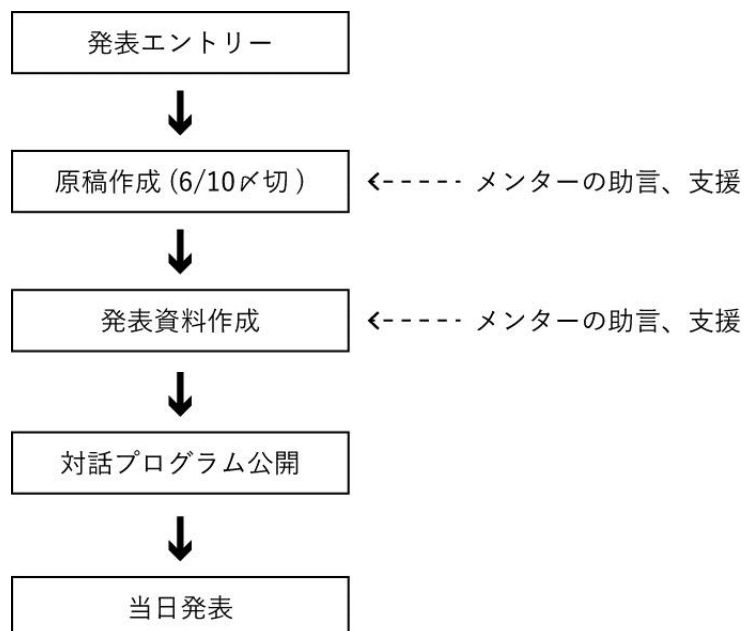 発表エントリー
原稿作成 (6/10〆切 )
メンターの助言、支援
発表資料作成
メンターの助言、支援
対話プログラム公開
当日発表